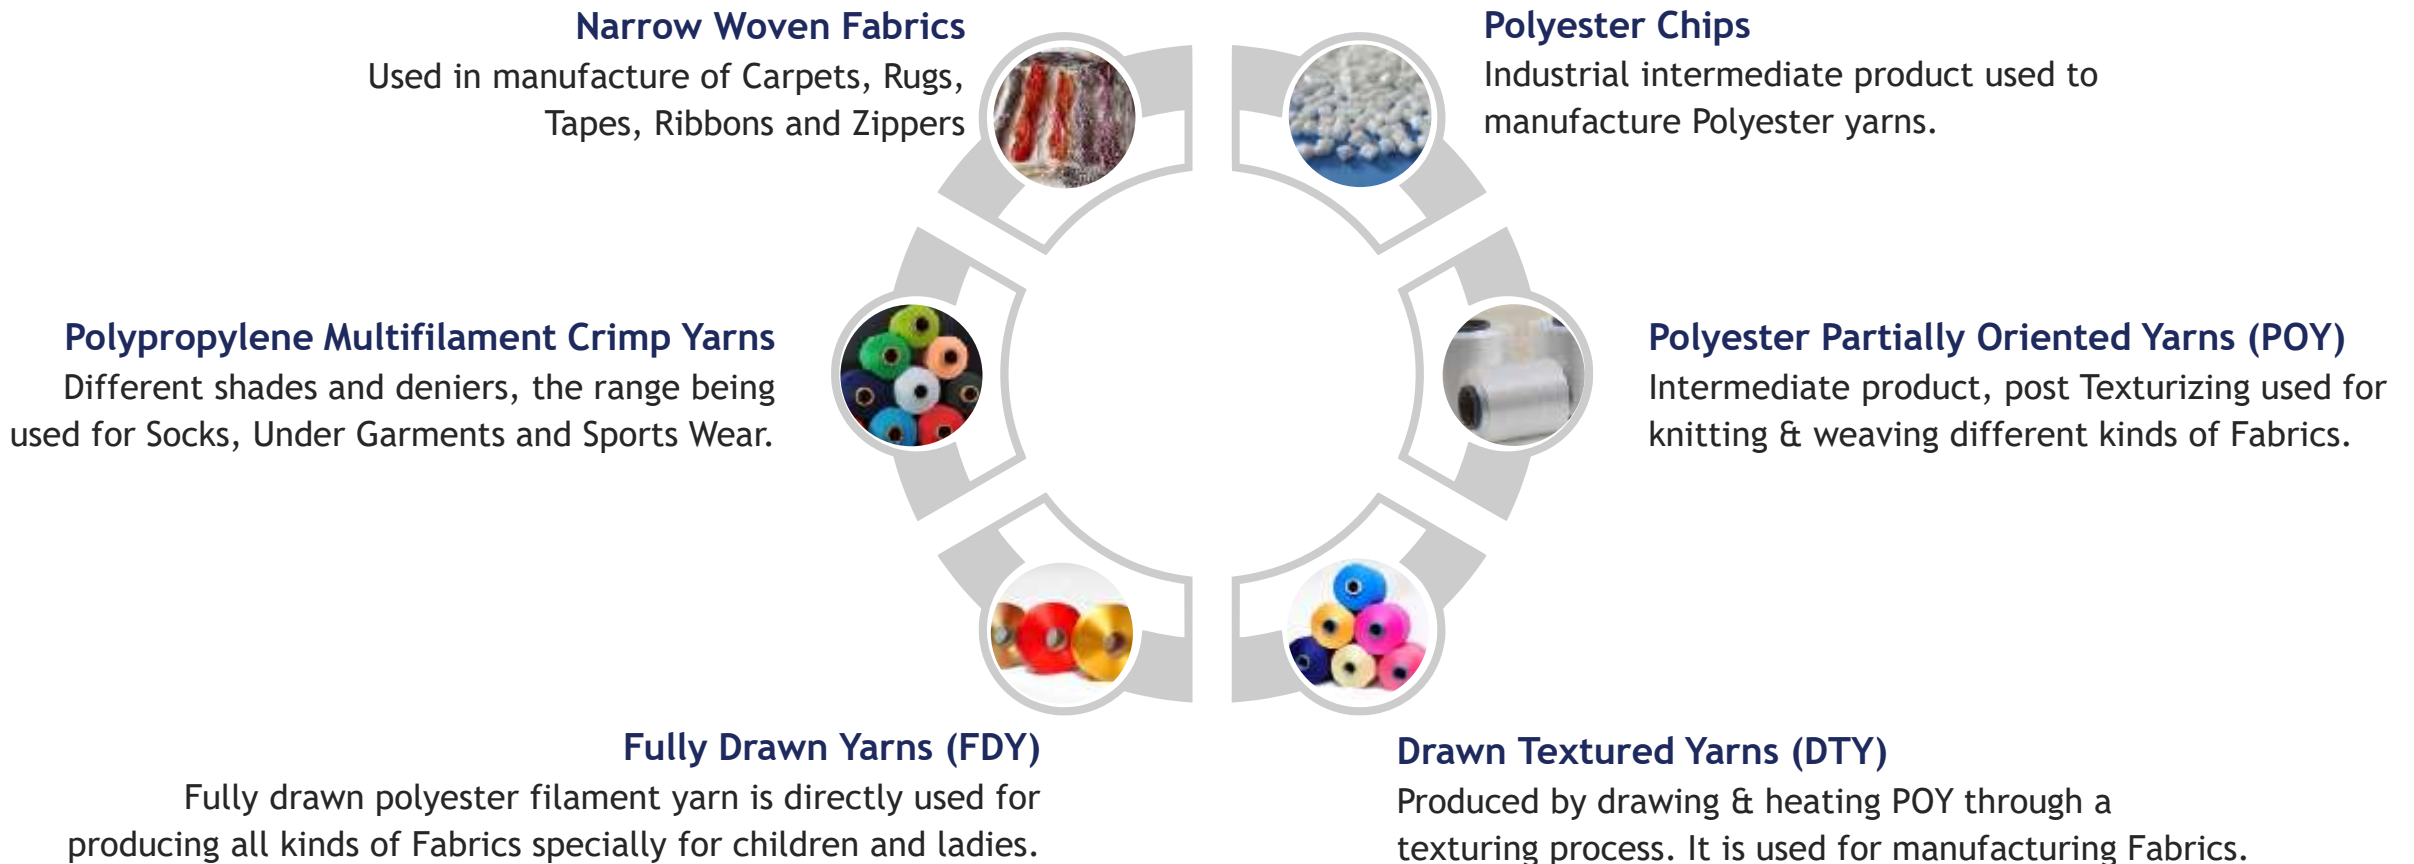 Narrow Woven Fabrics
Used in manufacture of Carpets, Rugs,
Tapes, Ribbons and Zippers
Polyester Chips
Industrial intermediate product used to
manufacture Polyester yarns.
Polypropylene Multifilament Crimp Yarns
Different shades and deniers, the range being
used for Socks, Under Garments and Sports Wear.
Polyester Partially Oriented Yarns (POY)
Intermediate product, post Texturizing used for
knitting & weaving different kinds of Fabrics.
Fully Drawn Yarns (FDY)
Fully drawn polyester filament yarn is directly used for
producing all kinds of Fabrics specially for children and ladies.
Drawn Textured Yarns (DTY)
Produced by drawing & heating POY through a
texturing process. It is used for manufacturing Fabrics.